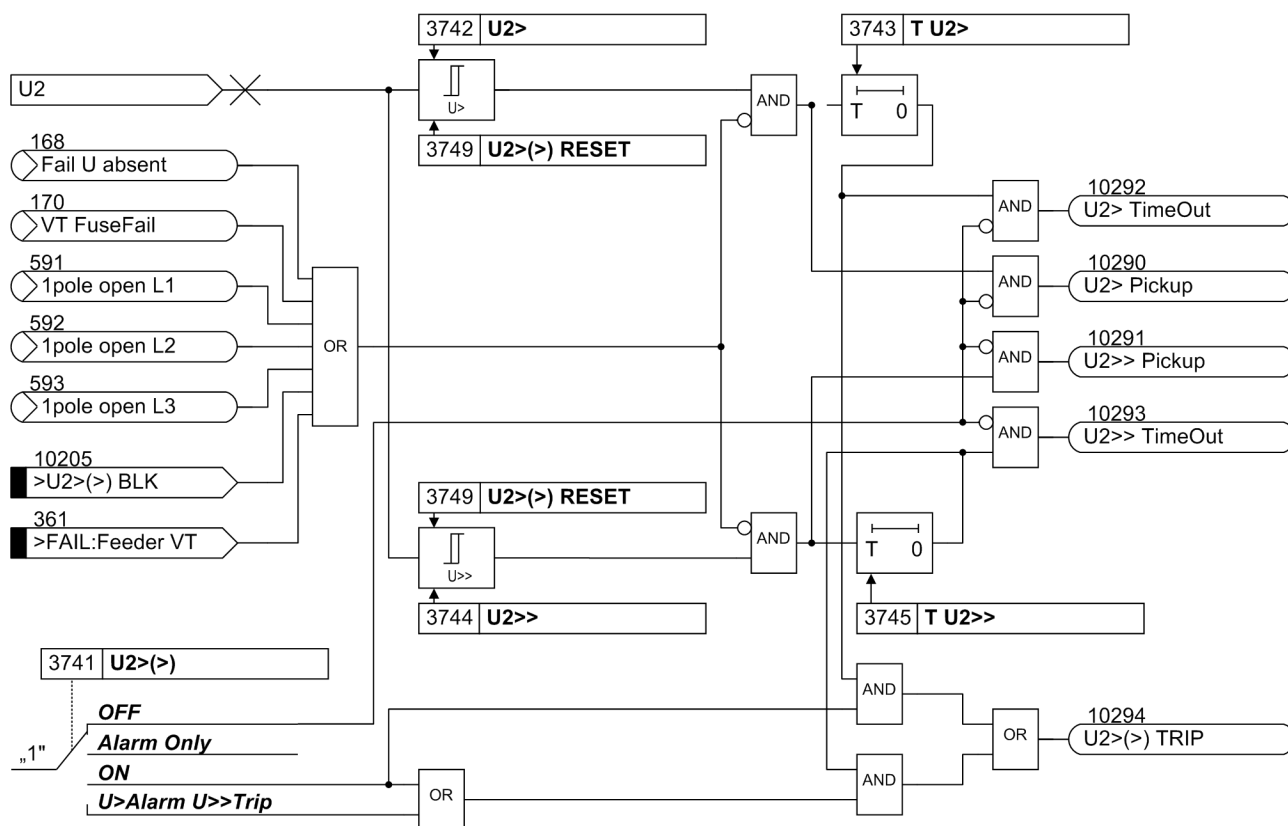 3742 U2>
3743 T U2>
U2
U>
AND
T 0
3749 U2>(>) RESET
168
Fail U absent
170
VT FuseFail
591
1pole open L1
592
1pole open L2
593
1pole open L3
10205
>U2>(>) BLK
361
>FAIL:Feeder VT
OR
AND
10292
U2> TimeOut
AND
10290
U2> Pickup
AND
10291
U2>> Pickup
AND
10293
U2>> TimeOut
3749 U2>(>) RESET
U>>
AND
T 0
3744 U2>>
3745 T U2>>
3741 U2>(>)
„1"
OFF
Alarm Only
ON
U>Alarm U>>Trip
OR
AND
AND
OR
10294
U2>(>) TRIP